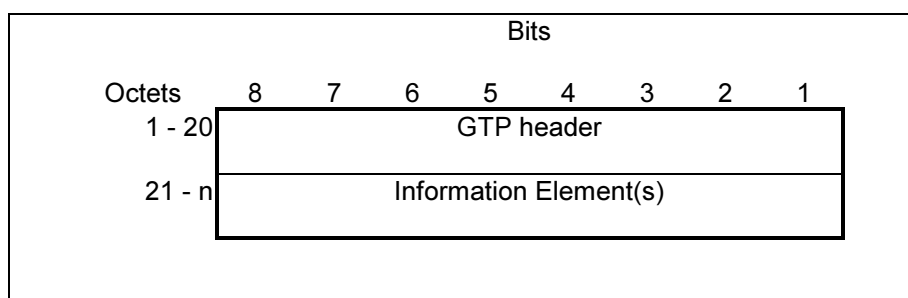 Bits
Octets 8 7 6 5 4 3 2 1
1 - 20 GTP header
21 - n Information Element(s)